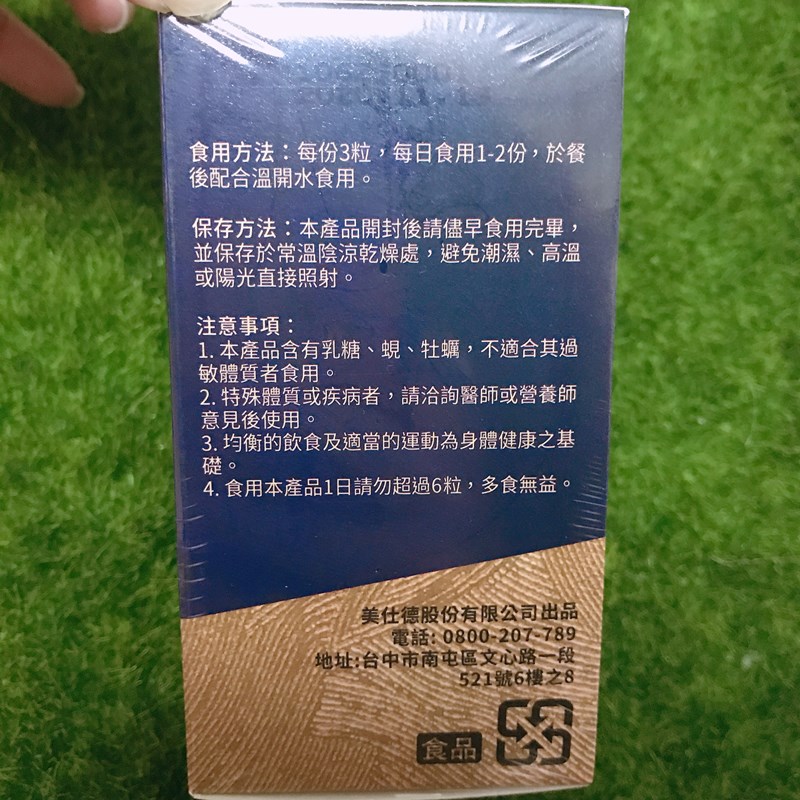 食用方法：每份3粒，每日食用1-2份，於餐
後配合溫開水食用。
保存方法：本產品開封後請儘早食用完畢，
並保存於常溫陰涼乾燥處，避免潮濕、高溫
或陽光直接照射。
注意事項：
1. 本產品含有乳糖、蜆、牡蠣，不適合其過
敏體質者食用。
2. 特殊體質或疾病者，請洽詢醫師或營養師
意見後使用。
3. 均衡的飲食及適當的運動為身體健康之基
礎。
4. 食用本產品1日請勿超過6粒，多食無益。
美仕德股份有限公司出品
電話: 0800-207-789
地址:台中市南屯區文心路一段
521號6樓之8
食品